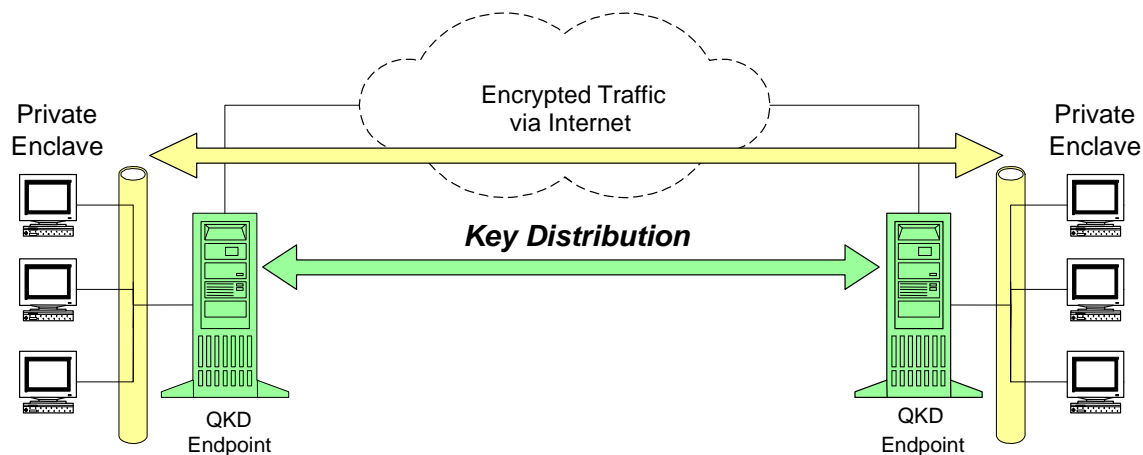 Encrypted Traffic
via Internet
Private
Enclave
Private
Enclave
Key Distribution
QKD
Endpoint
QKD
Endpoint